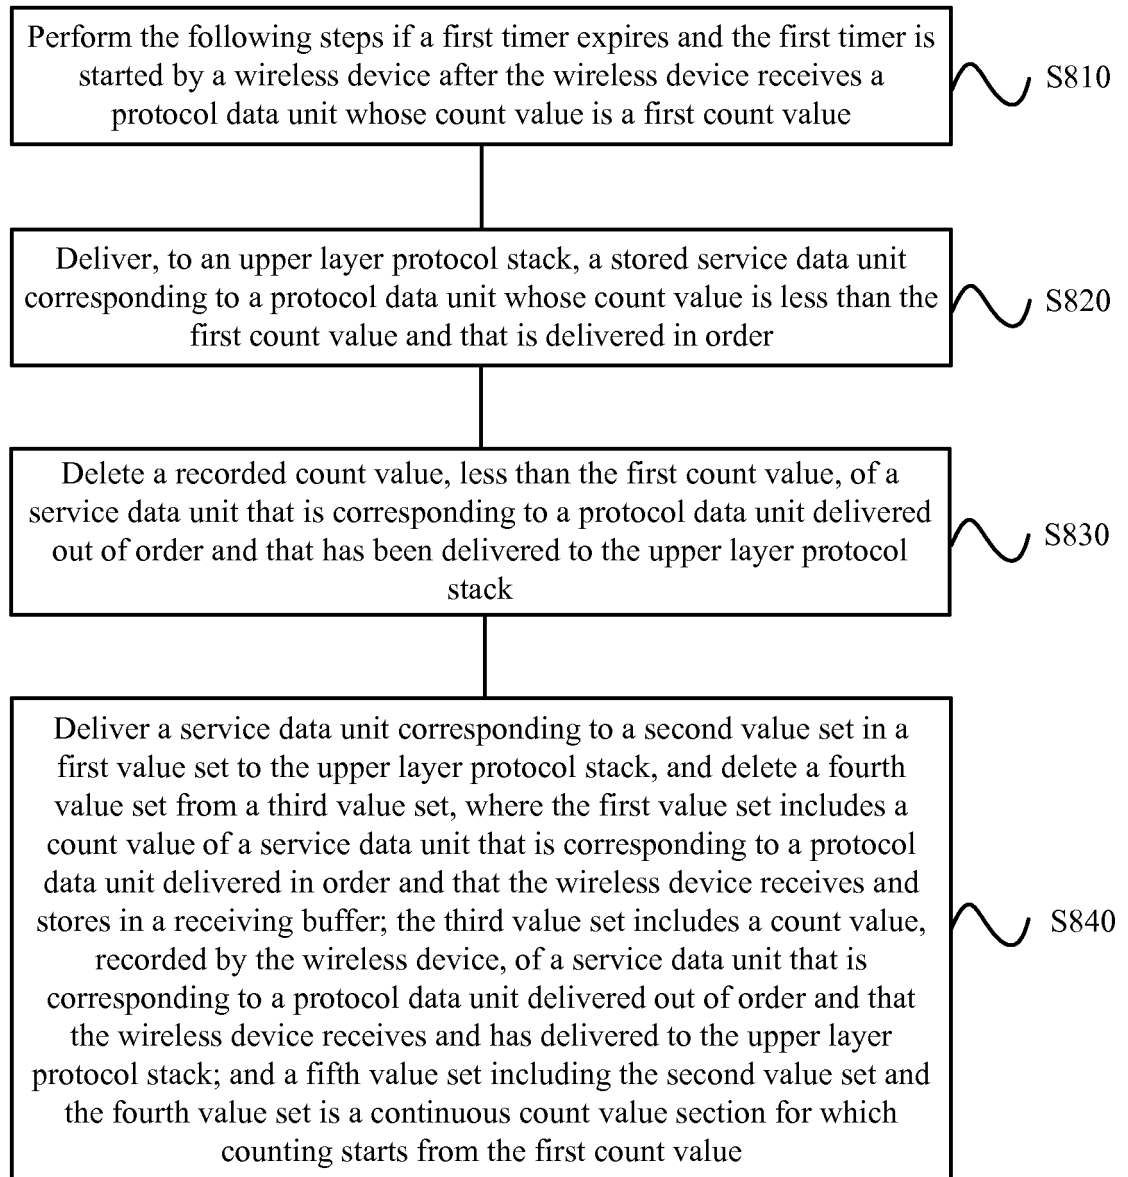 Perform the following steps if a first timer expires and the first timer is
started by a wireless device after the wireless device receives a
protocol data unit whose count value is a first count value
S810
Deliver, to an upper layer protocol stack, a stored service data unit
corresponding to a protocol data unit whose count value is less than the
first count value and that is delivered in order
S820
Delete a recorded count value, less than the first count value, of a
service data unit that is corresponding to a protocol data unit delivered
out of order and that has been delivered to the upper layer protocol
stack
S830
Deliver a service data unit corresponding to a second value set in a
first value set to the upper layer protocol stack, and delete a fourth
value set from a third value set, where the first value set includes a
count value of a service data unit that is corresponding to a protocol
data unit delivered in order and that the wireless device receives and
stores in a receiving buffer; the third value set includes a count value,
recorded by the wireless device, of a service data unit that is
corresponding to a protocol data unit delivered out of order and that
the wireless device receives and has delivered to the upper layer
protocol stack; and a fifth value set including the second value set and
the fourth value set is a continuous count value section for which
counting starts from the first count value
S840